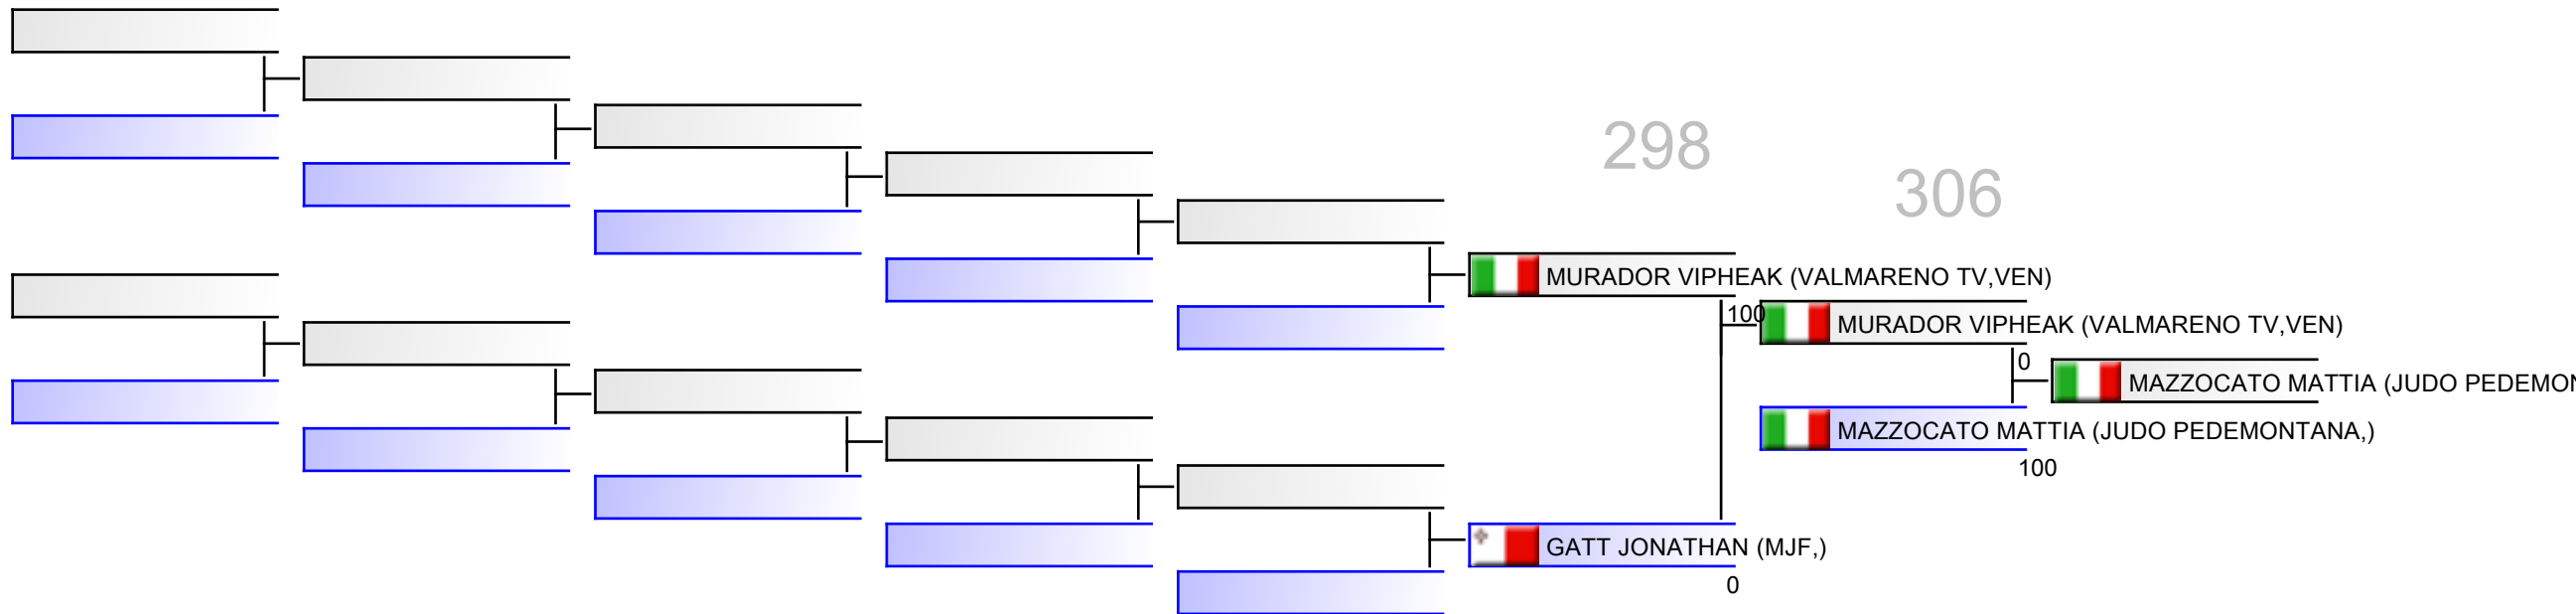 298
306
MURADOR VIPHEAK (VALMARENO TV,VEN)
100
MURADOR VIPHEAK (VALMARENO TV,VEN)
0
MAZZOCATO MATTIA (JUDO PEDEMON
MAZZOCATO MATTIA (JUDO PEDEMONTANA,)
100
GATT JONATHAN (MJF,)
0